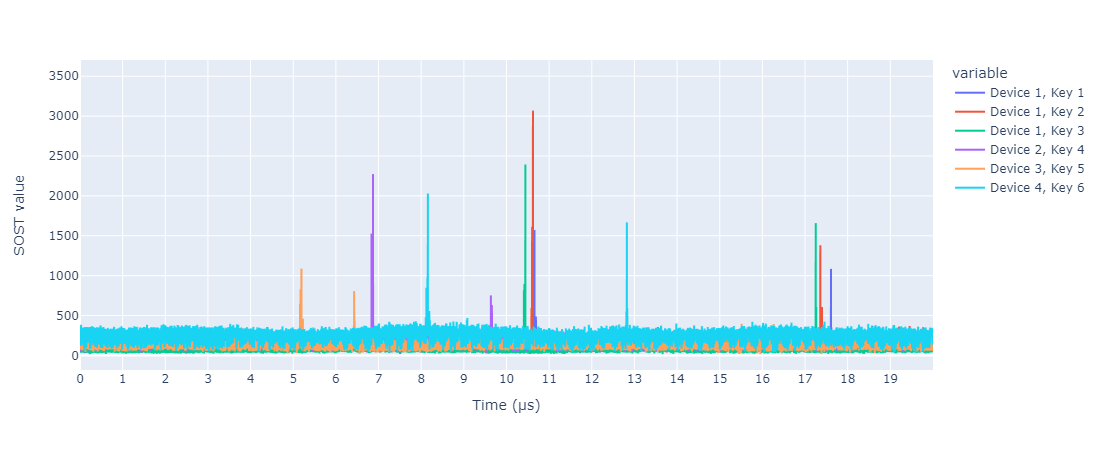 variable
Device 1, Key 1
Device 1, Key 2
Device 1, Key 3
Device 2, Key 4
Device 3, Key 5
Device 4, Key 6
SOST value
3500
3000
2500
2000
1500
1000
500
0
0 1 2 3 4 5 6 7 8 9 10 11 12 13 14 15 16 17 18 19
Time (μs)